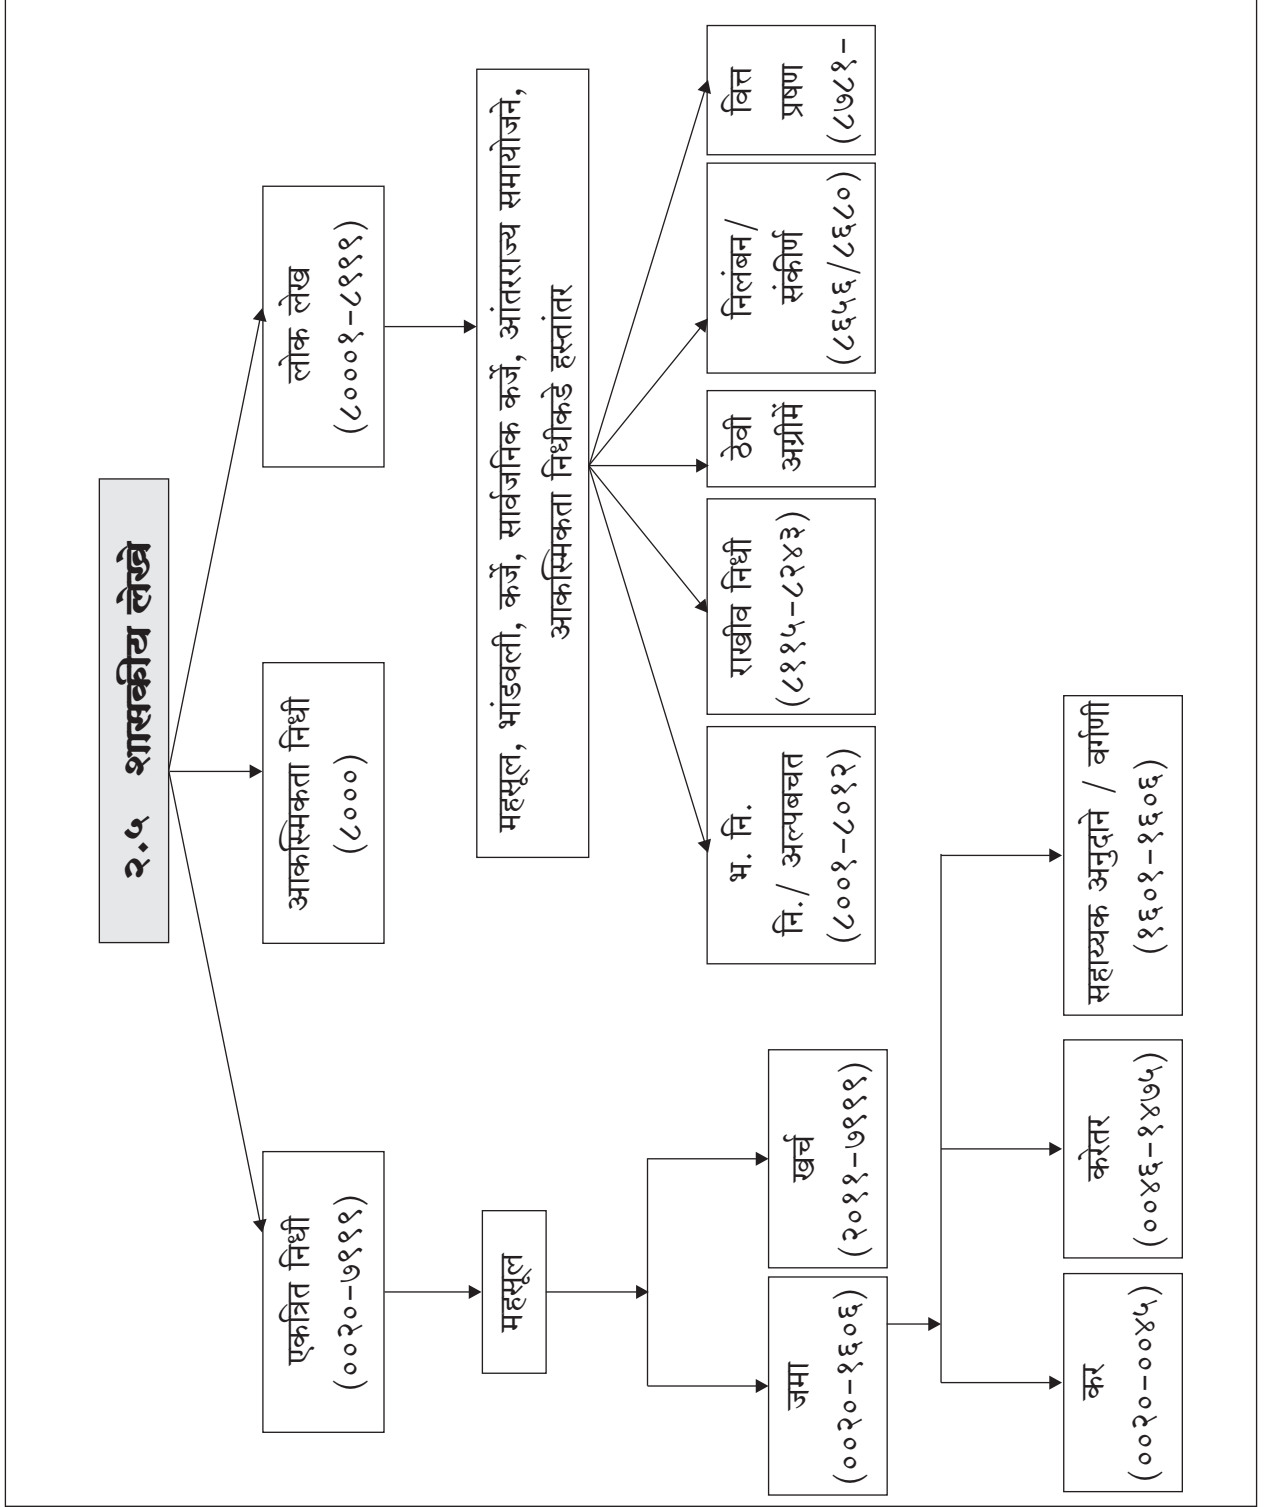 २.५ शासकीय लेखे
एकत्रित निधी
(००२०-७९९९)
आकस्मिकता निधी
(८०००)
लोक लेख
(८०००१-८९९९)
महसूल
महसूल, भांडवली, कर्ज, सार्वजनिक कर्ज, आंतरराज्य समायोजने,
आकस्मिकता निधीकडे हस्तांतर
जमा
(००२०-१६०६)
खर्च
(२०११-७९९९)
भ. नि.
नि./ अल्पबचत
(८००१-८०१२)
राखीव निधी
(८११५-८२४३)
ठेवी
अग्रीमे
निलंबन/
संकीर्ण
(८६५६/८६८०)
वित्त
प्रषण
(८७८१-
कर
(००२०-००४५)
करेतर
(००४६-१४७५)
सहाय्यक अनुदाने / वर्गणी
(१६०१-१६०६)